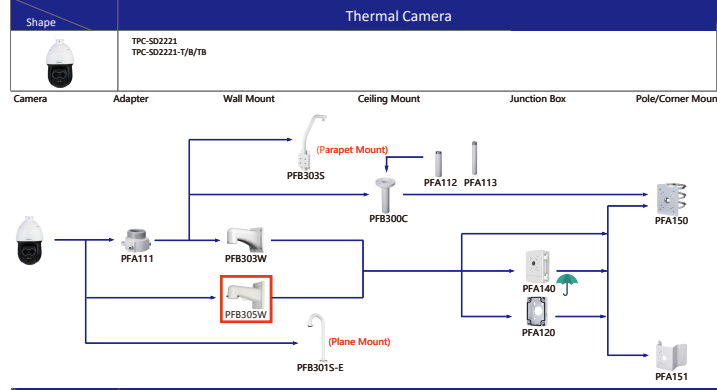 Shape
Thermal Camera
TPC-SD2221
TPC-SD2221-T/B/TB
Camera
Adapter
Wall Mount
Ceiling Mount
Junction Box
Pole/Corner Moun
(Parapet Mount)
PFB303S
PFA112
PFA113
PFB300C
PFA150
PFA111
PFB303W
PFA140
PFB305W
PFA120
(Plane Mount)
PFB301S-E
PFA151